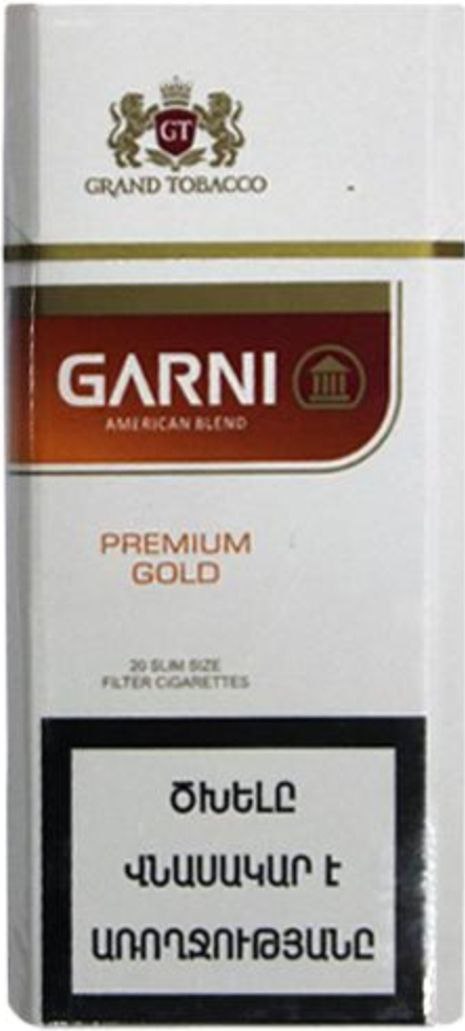 GT
GRAND TOBACCO
GARNI
AMERICAN BLEND
PREMIUM
GOLD
20 SLIM SIZE
FILTER CIGARETTES
ԾԽԵԼԸ
ՎՆԱՍԱԿԱՐ Է
ԱՌՈՂՋՈՒԹՅԱՆԸ